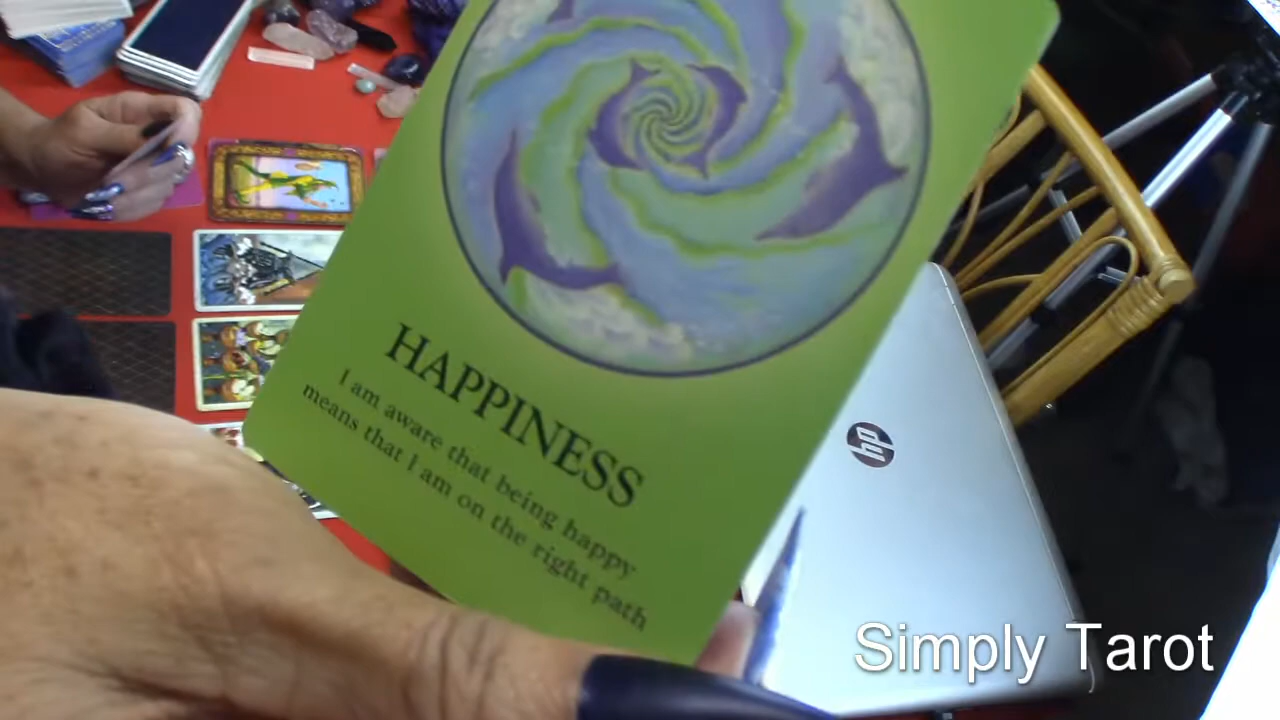 HAPPINESS
I am aware that being happy
means that I am on the right path
hp
Simply Tarot